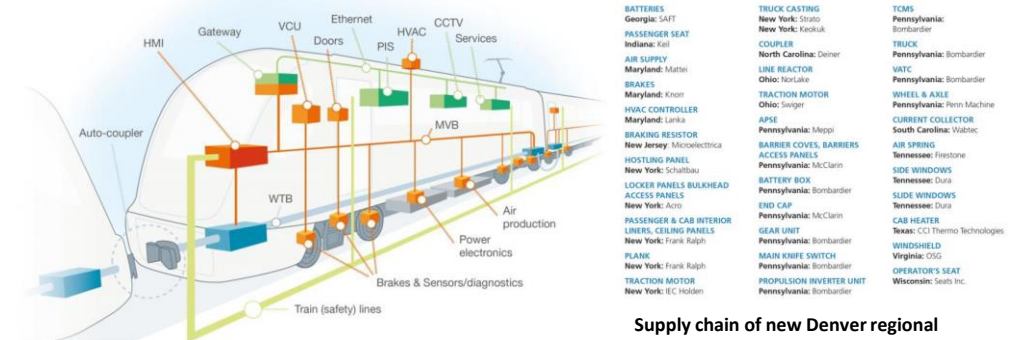 Ethernet
Gateway
VCU
HVAC
CCTV
HMI
Doors
PIS
Services
Auto-coupler
MVB
WTB
Air
production
Power
electronics
Brakes & Sensors/diagnostics
Train (safety) lines
BATTERIES
Georgia: SAFT
PASSENGER SEAT
Indiana: Keil
AIR SUPPLY
Maryland: Mattei
BRAKES
Maryland: Knorr
HVAC CONTROLLER
Maryland: Lanka
BRAKING RESISTOR
New Jersey: Microelecttrica
HOSTLING PANEL
New York: Schaltbau
LOCKER PANELS BULKHEAD
ACCESS PANELS
New York: Acro
PASSENGER & CAB INTERIOR
LINERS, CEILING PANELS
New York: Frank Ralph
PLANK
New York: Frank Ralph
TRACTION MOTOR
New York: IEC Holden
TRUCK CASTING
New York: Strato
New York: Keokuk
COUPLER
North Carolina: Deiner
LINE REACTOR
Ohio: NorLake
TRACTION MOTOR
Ohio: Swiger
APSE
Pennsylvania: Meppi
BARRIER COVES, BARRIERS
ACCESS PANELS
Pennsylvania: McClarin
BATTERY BOX
Pennsylvania: Bombardier
END CAP
Pennsylvania: McClarin
GEAR UNIT
Pennsylvania: Bombardier
MAIN KNIFE SWITCH
Pennsylvania: Bombardier
PROPULSION INVERTER UNIT
Pennsylvania: Bombardier
TCMS
Pennsylvania:
Bombardier
TRUCK
Pennsylvania: Bombardier
VATC
Pennsylvania: Bombardier
WHEEL & AXLE
Pennsylvania: Penn Machine
CURRENT COLLECTOR
South Carolina: Wabtec
AIR SPRING
Tennessee: Firestone
SIDE WINDOWS
Tennessee: Dura
SLIDE WINDOWS
Tennessee: Dura
CAB HEATER
Texas: CCI Thermo Technologies
WINDSHIELD
Virginia: OSG
OPERATOR'S SEAT
Wisconsin: Seats Inc.
Supply chain of new Denver regional